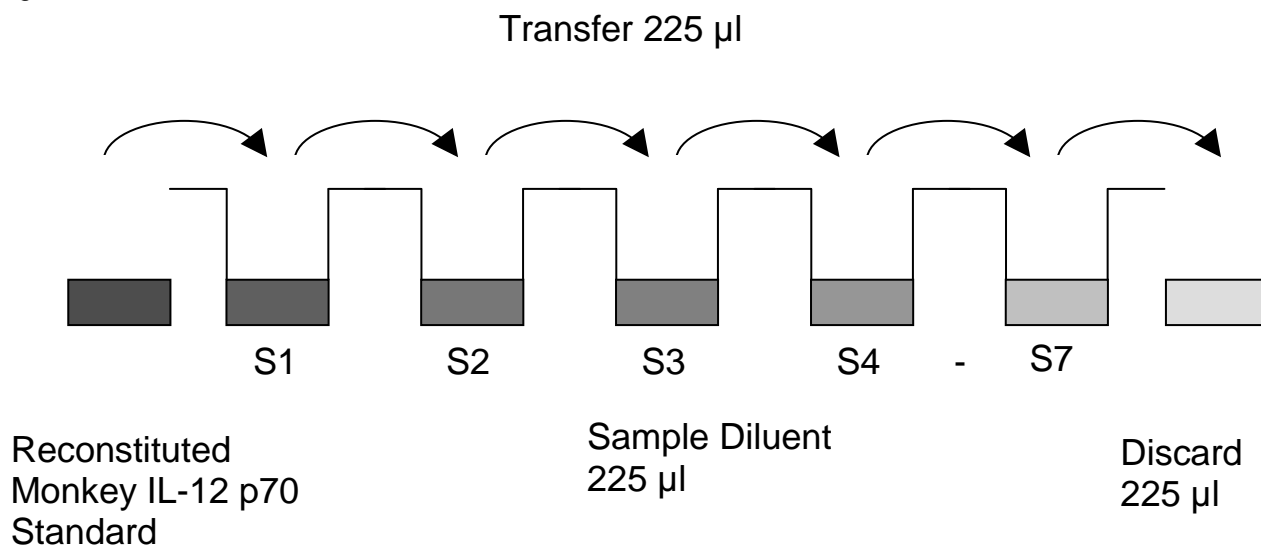 Transfer 225 µl
S1 S2 S3 S4 - S7
Reconstituted
Monkey IL-12 p70
Standard
Sample Diluent
225 µl
Discard
225 µl